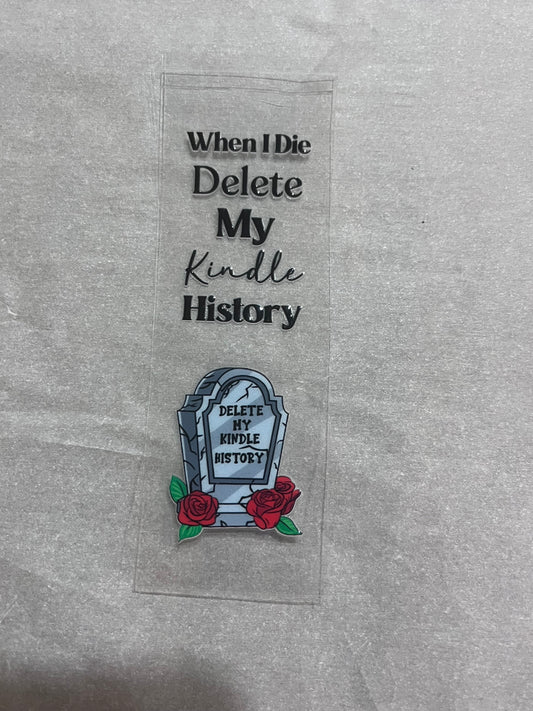 When I Die
Delete
My
Kindle
History
DELETE
MY
KINDLE
HISTORY